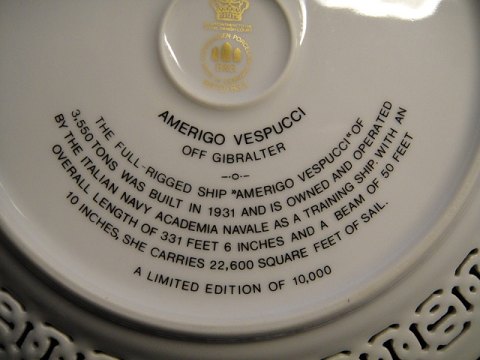 AMERIGO VESPUCCI
OFF GIBRALTER
THE FULL-RIGGED SHIP "AMERIGO VESPUCCI" OF
3,550 TONS WAS BUILT IN 1931 AND IS OWNED AND OPERATED
BY THE ITALIAN NAVY ACADEMIA NAVALE AS A TRAINING SHIP. WITH AN
OVERALL LENGTH OF 331 FEET 6 INCHES AND A BEAM OF 50 FEET
10 INCHES, SHE CARRIES 22,600 SQUARE FEET OF SAIL.
A LIMITED EDITION OF 10,000